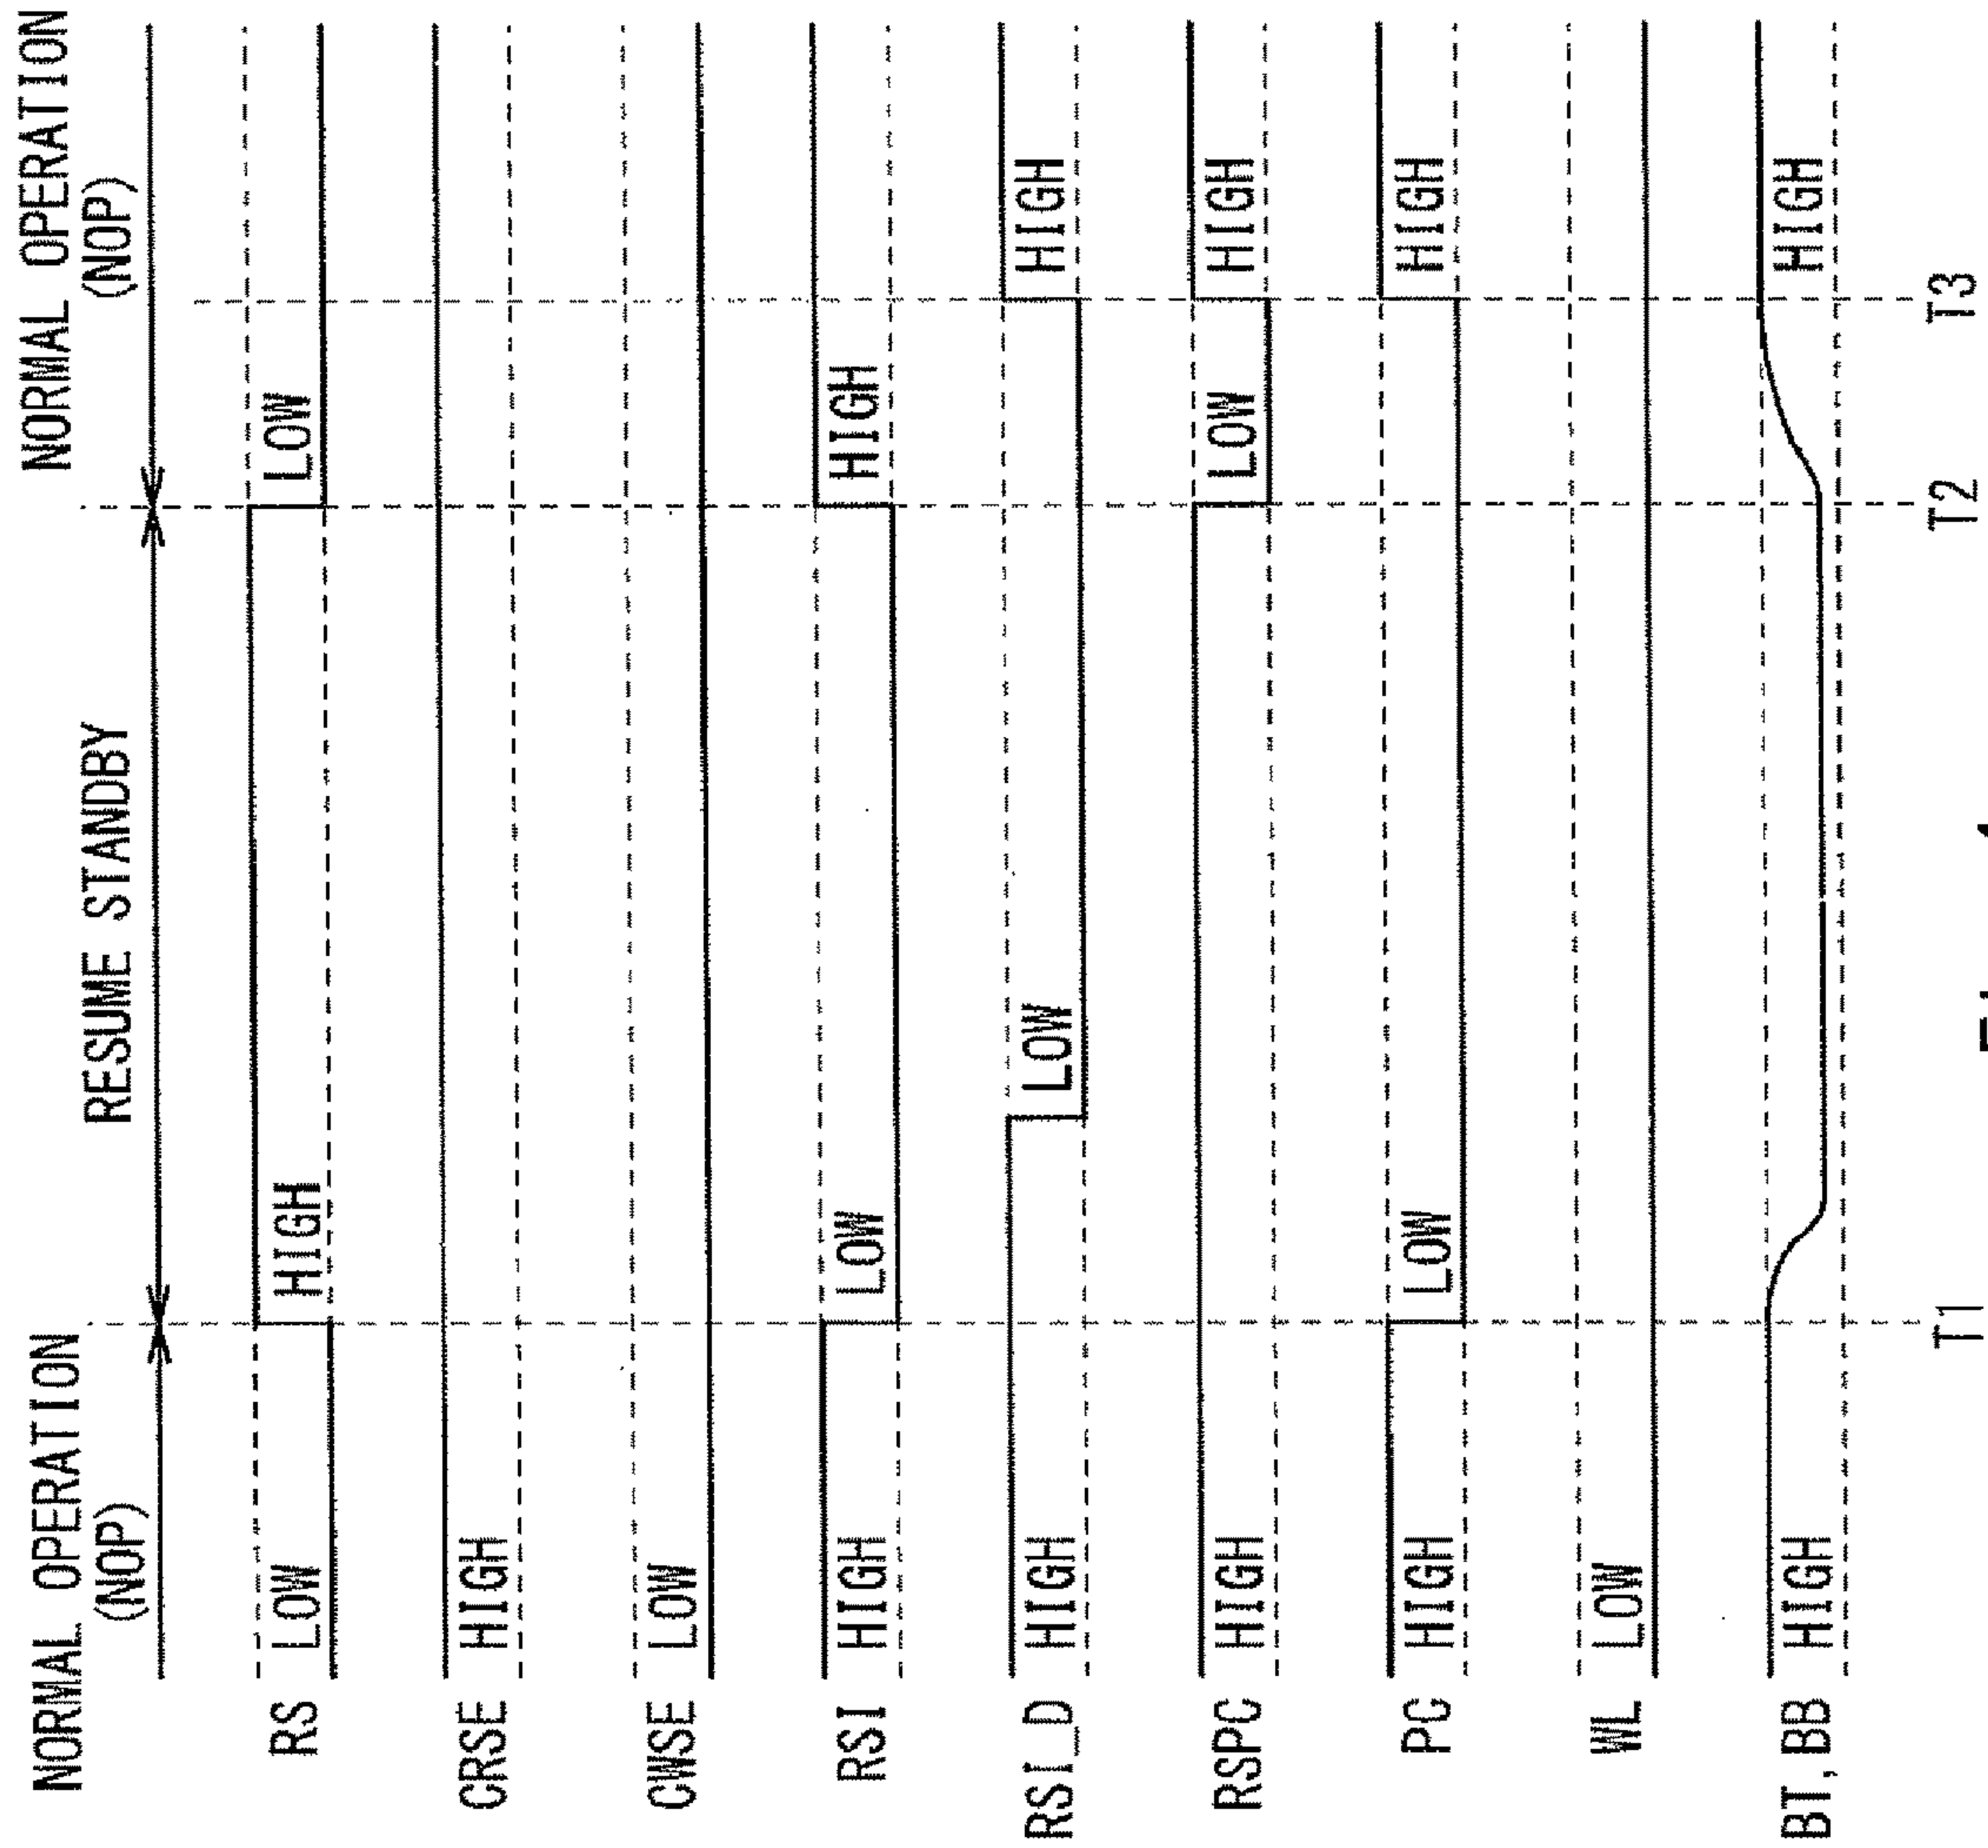 NORMAL OPERATION
(NOP)
RESUME STANDBY
NORMAL OPERATION
(NOP)
RS LOW HIGH LOW
CRSE HIGH
CWSE LOW
RSI HIGH LOW HIGH
RSI_D HIGH LOW HIGH
RSPC HIGH LOW HIGH
PC HIGH LOW HIGH
WL LOW
BT,BB HIGH HIGH
T1 T2 T3